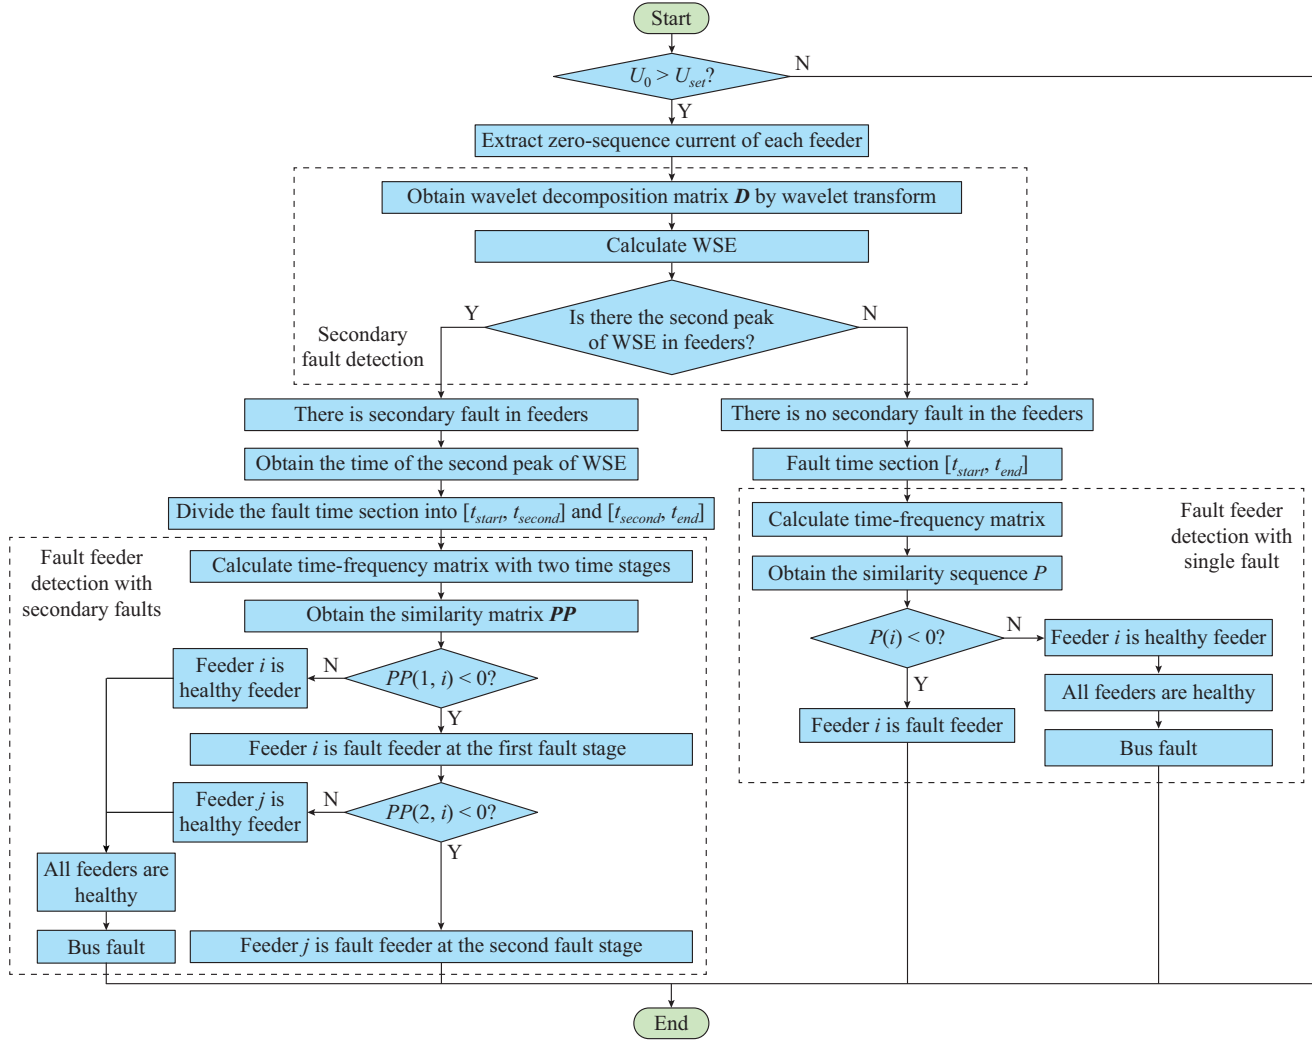 Start
U0 > Uset?
N
Y
Extract zero-sequence current of each feeder
Obtain wavelet decomposition matrix D by wavelet transform
Calculate WSE
Y
N
Is there the second peak
of WSE in feeders?
Secondary
fault detection
There is secondary fault in feeders
There is no secondary fault in the feeders
Obtain the time of the second peak of WSE
Fault time section [tstart, tend]
Divide the fault time section into [tstart, tsecond] and [tsecond, tend]
Calculate time-frequency matrix
Fault feeder
detection with
single fault
Fault feeder
detection with
secondary faults
Calculate time-frequency matrix with two time stages
Obtain the similarity sequence P
Obtain the similarity matrix PP
P(i) < 0?
N
Feeder i is healthy feeder
Feeder i is
healthy feeder
N
PP(1, i) < 0?
Y
All feeders are healthy
Y
Feeder i is fault feeder
Feeder i is fault feeder at the first fault stage
Bus fault
Feeder j is
healthy feeder
N
PP(2, i) < 0?
Y
All feeders are
healthy
Bus fault
Feeder j is fault feeder at the second fault stage
End